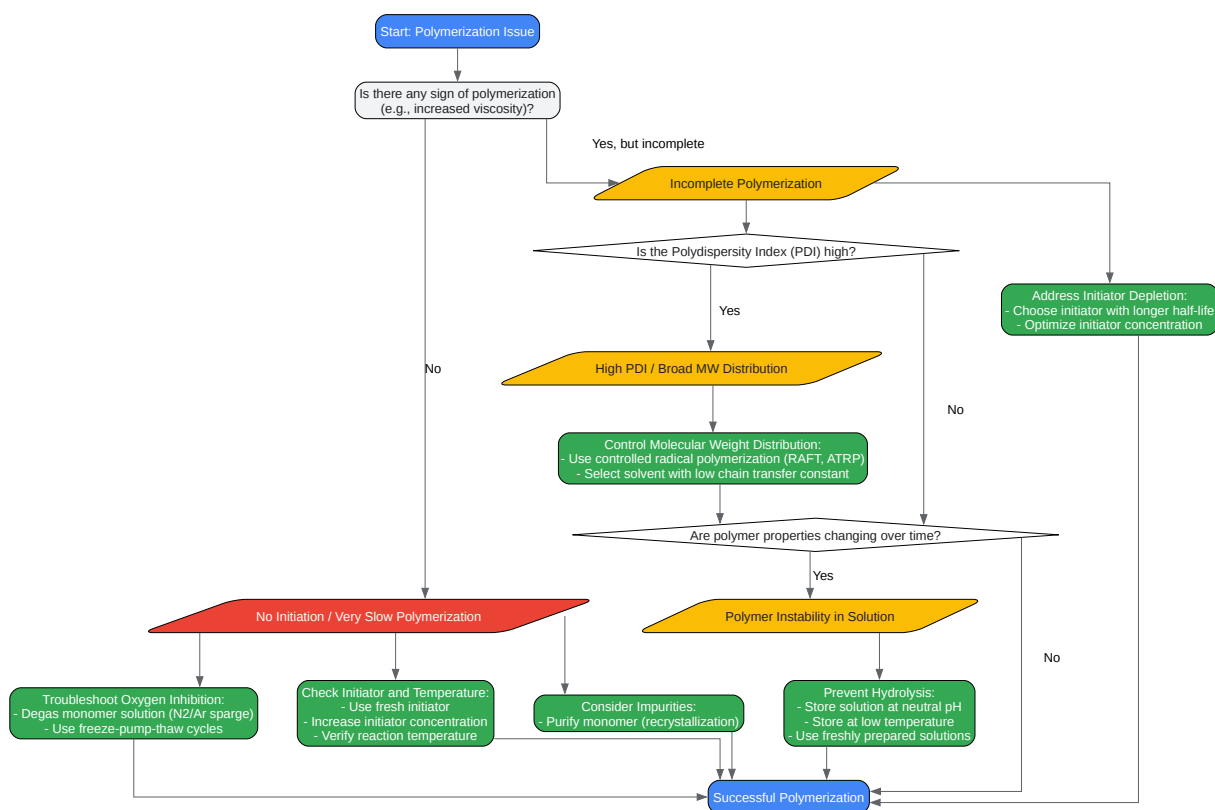 Start: Polymerization Issue
Is there any sign of polymerization
(e.g., increased viscosity)?
Yes, but incomplete
Incomplete Polymerization
Is the Polydispersity Index (PDI) high?
Address Initiator Depletion:
- Choose initiator with longer half-life
- Optimize initiator concentration
Yes
No
High PDI / Broad MW Distribution
No
Control Molecular Weight Distribution:
- Use controlled radical polymerization (RAFT, ATRP)
- Select solvent with low chain transfer constant
Are polymer properties changing over time?
Yes
No Initiation / Very Slow Polymerization
Polymer Instability in Solution
No
Troubleshoot Oxygen Inhibition:
- Degas monomer solution (N2/Ar sparge)
- Use freeze-pump-thaw cycles
Check Initiator and Temperature:
- Use fresh initiator
- Increase initiator concentration
- Verify reaction temperature
Consider Impurities:
- Purify monomer (recrystallization)
Prevent Hydrolysis:
- Store solution at neutral pH
- Store at low temperature
- Use freshly prepared solutions
Successful Polymerization